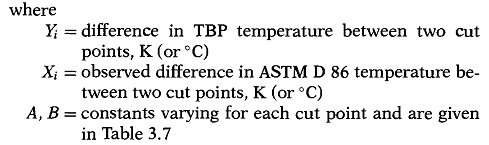 where
Yi = difference in TBP temperature between two cut
points, K (or °C)
Xi = observed difference in ASTM D 86 temperature be-
tween two cut points, K (or °C)
A, B = constants varying for each cut point and are given
in Table 3.7